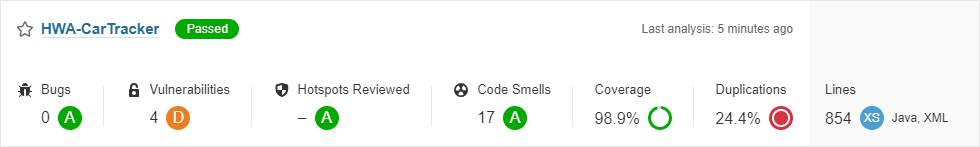 HWA-CarTracker Passed Last analysis: 5 minutes ago
Bugs Vulnerabilities Hotspots Reviewed Code Smells Coverage Duplications Lines
0 A 4 D – A 17 A 98.9% 24.4% 854 XS Java, XML